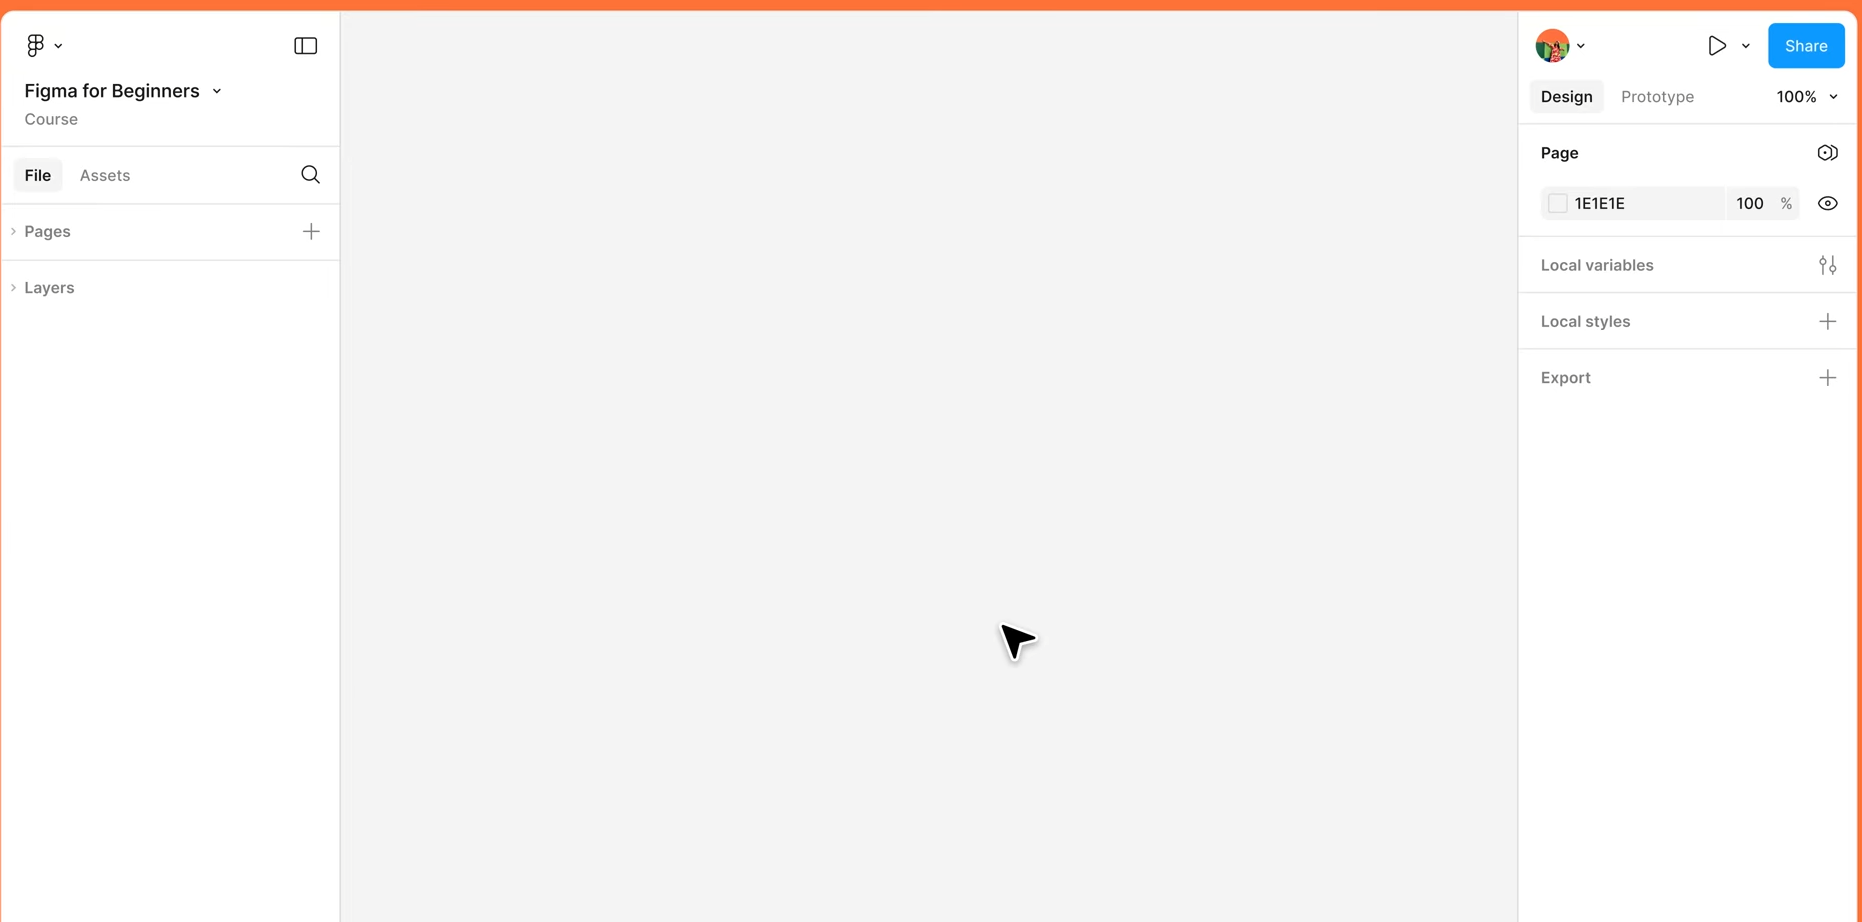 Figma for Beginners
Course
File Assets
Pages
Layers
Share
Design Prototype 100%
Page
1E1E1E 100 %
Local variables
Local styles
Export